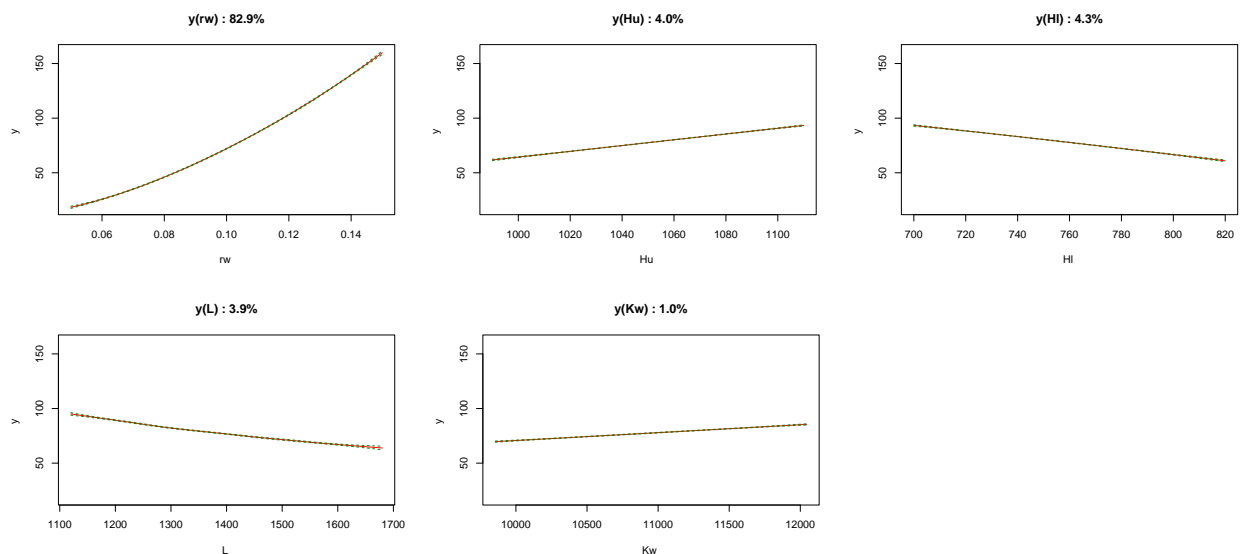 y(rw) : 82.9%
y
150
100
50
0.06 0.08 0.10 0.12 0.14
rw
y(Hu) : 4.0%
y
150
100
50
1000 1020 1040 1060 1080 1100
Hu
y(Hl) : 4.3%
y
150
100
50
700 720 740 760 780 800 820
Hl
y(L) : 3.9%
y
150
100
50
1100 1200 1300 1400 1500 1600 1700
L
y(Kw) : 1.0%
y
150
100
50
10000 10500 11000 11500 12000
Kw